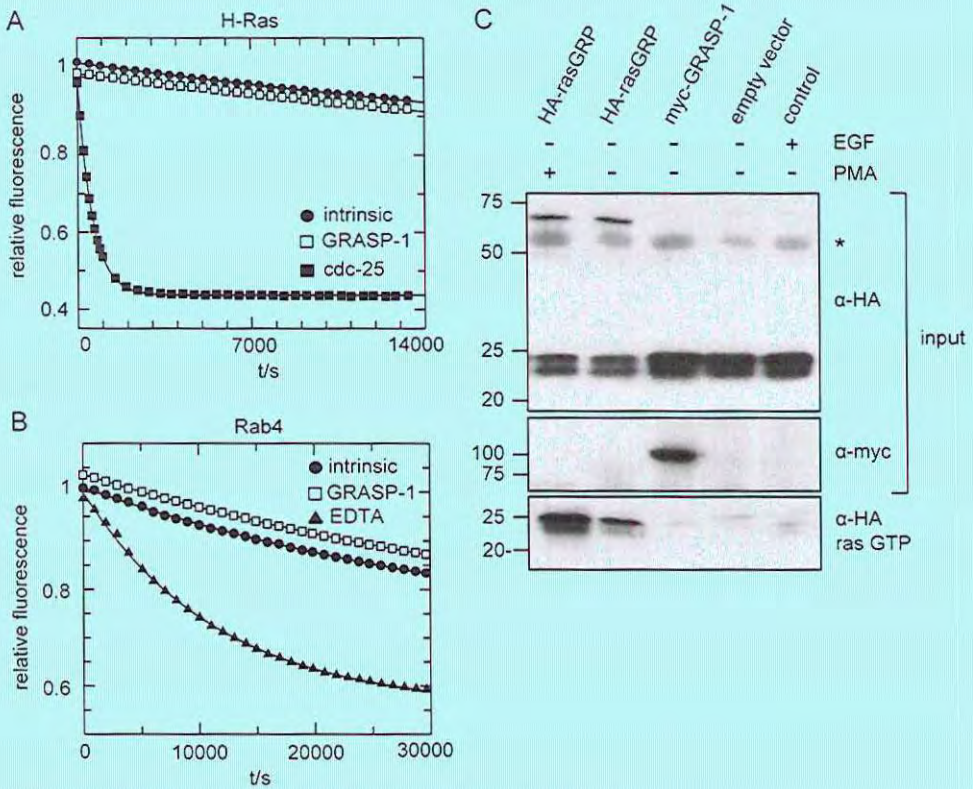 A
H-Ras
relative fluorescence
1
0.8
0.6
0.4
intrinsic
GRASP-1
cdc-25
0
7000
14000
t/s
B
Rab4
relative fluorescence
1
0.8
0.6
intrinsic
GRASP-1
EDTA
0
10000
20000
30000
t/s
C
HA-rasGRP
HA-rasGRP
myc-GRASP-1
empty vector
control
- - - - + EGF
+ - - - - PMA
75
50
25
20
*
α-HA
input
100
75
α-myc
25
20-
α-HA
ras GTP